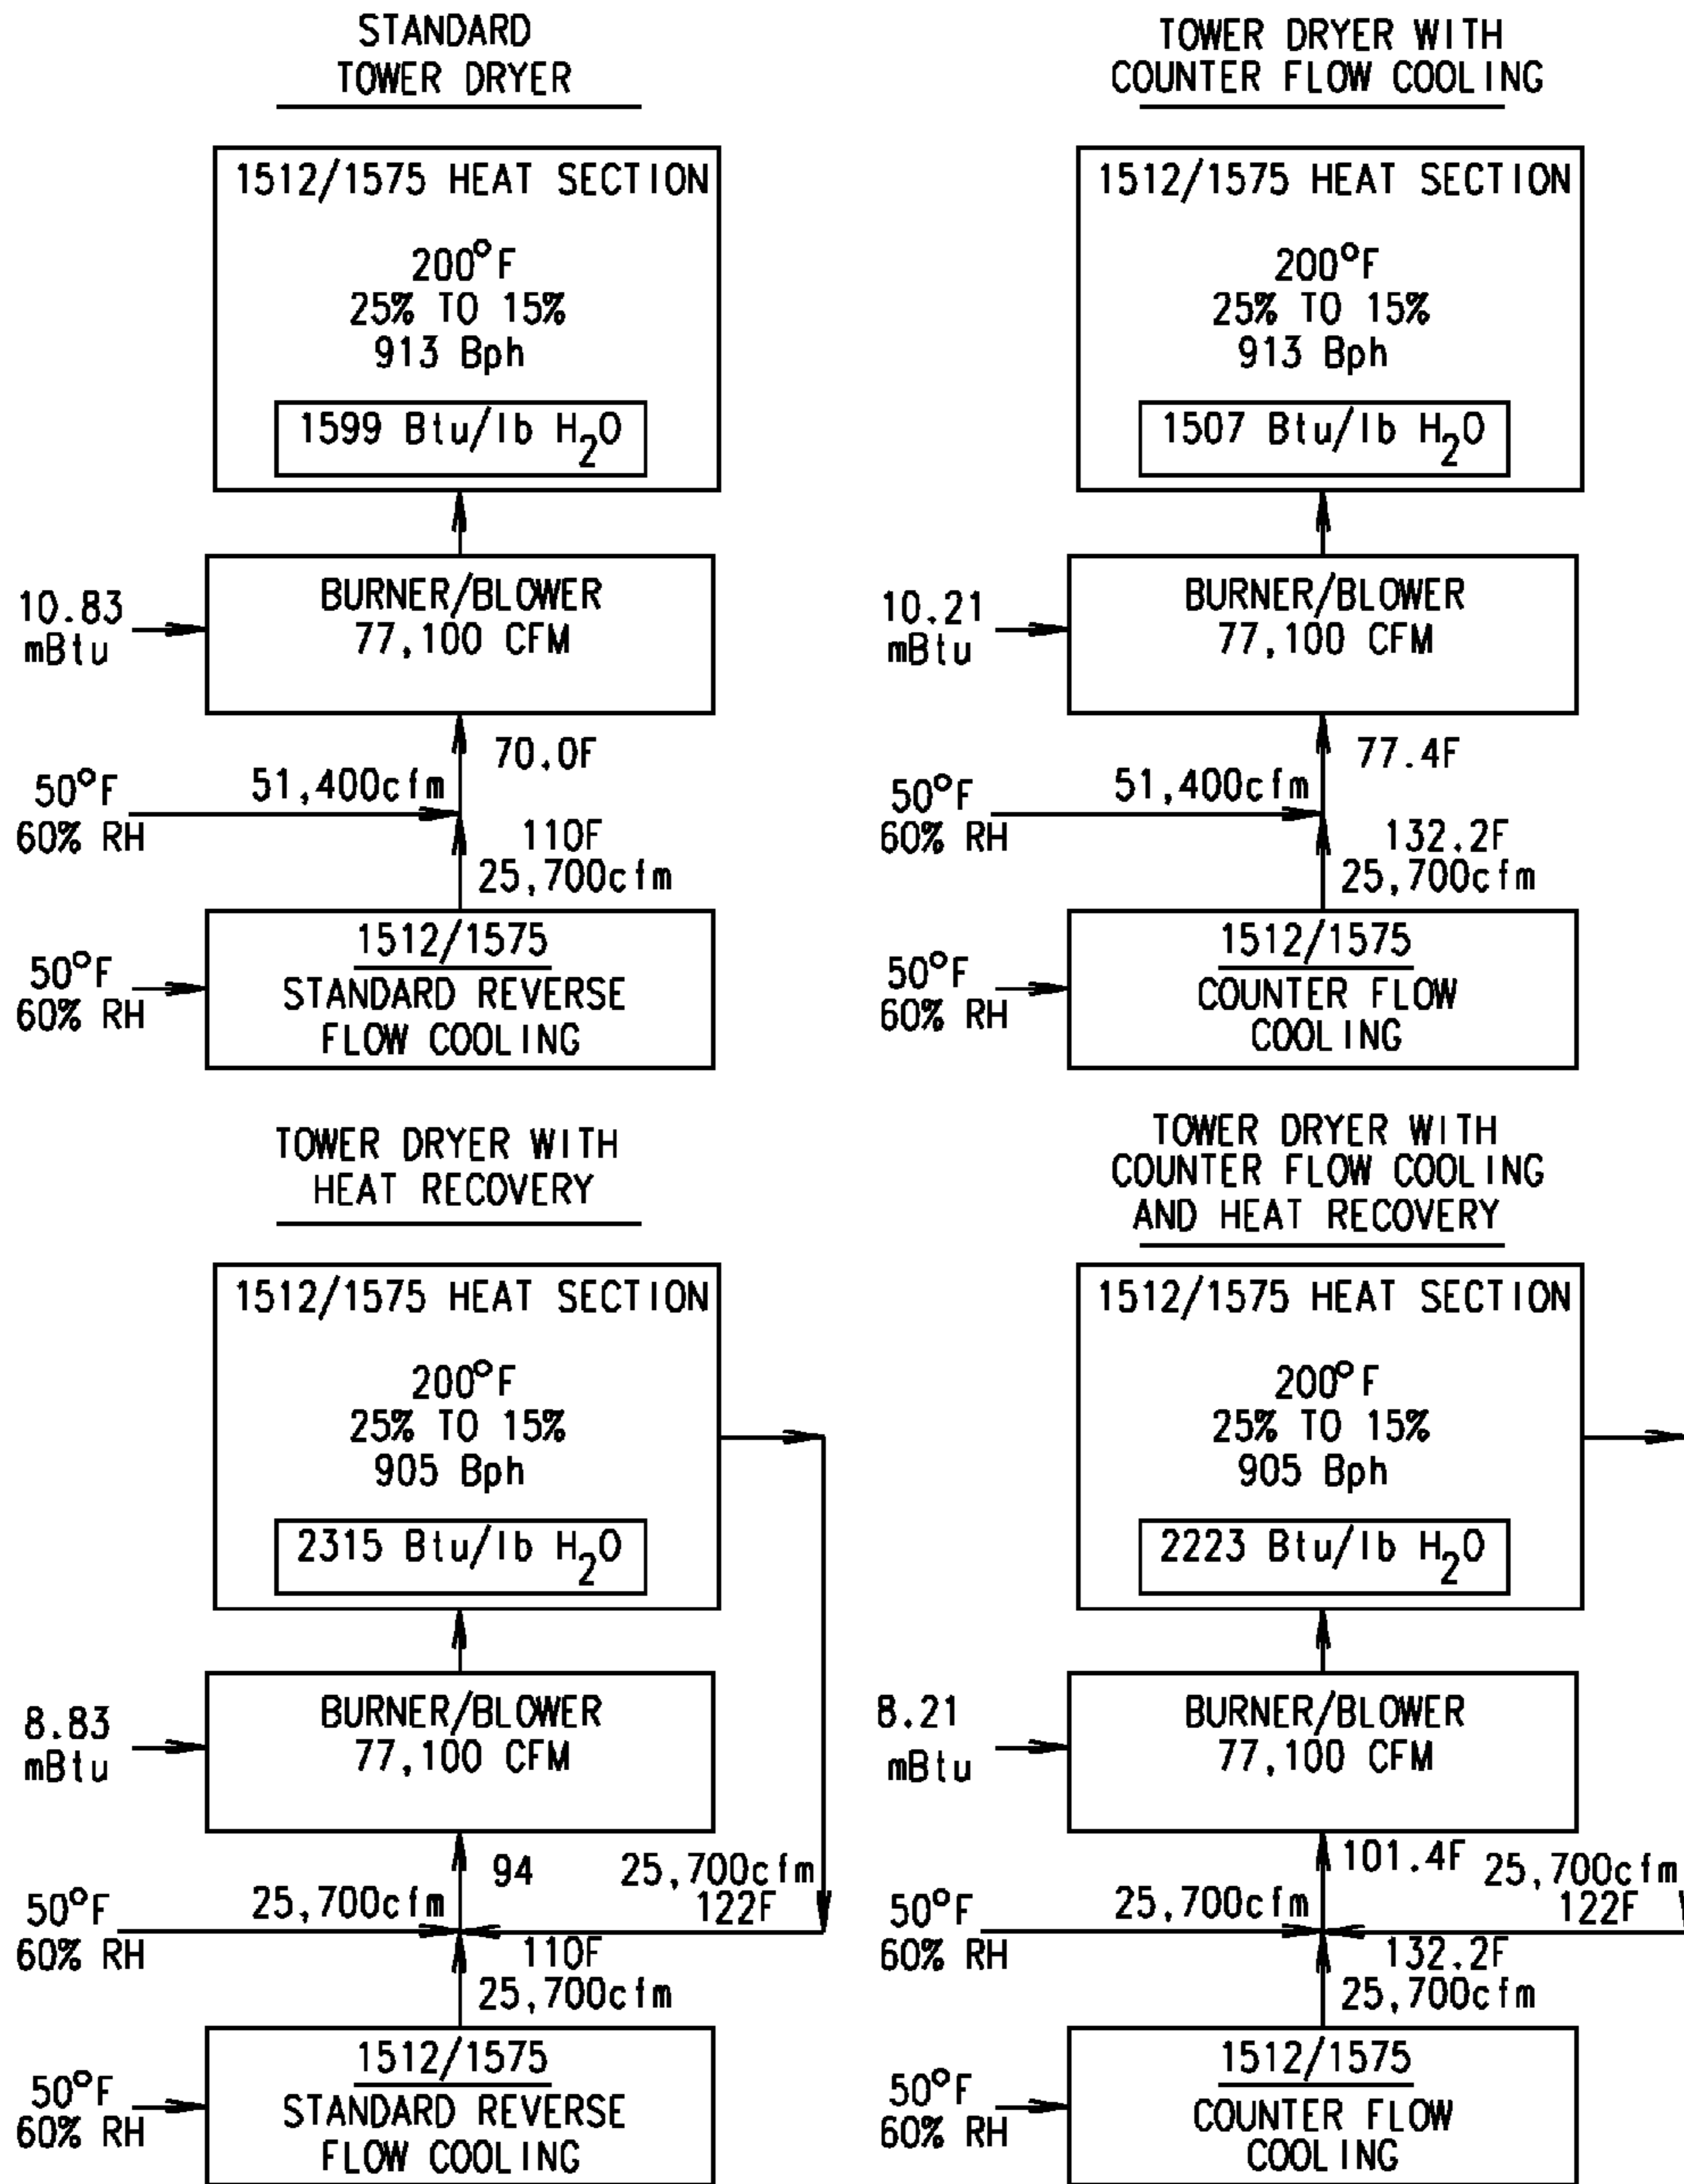 STANDARD
TOWER DRYER
1512/1575 HEAT SECTION
200°F
25% TO 15%
913 Bph
1599 Btu/lb H2O
10.83
mBtu
BURNER/BLOWER
77,100 CFM
70.0F
50°F
60% RH
51,400cfm
110F
25,700cfm
50°F
60% RH
1512/1575
STANDARD REVERSE
FLOW COOLING
TOWER DRYER WITH
COUNTER FLOW COOLING
1512/1575 HEAT SECTION
200°F
25% TO 15%
913 Bph
1507 Btu/lb H2O
10.21
mBtu
BURNER/BLOWER
77,100 CFM
77.4F
50°F
60% RH
51,400cfm
132.2F
25,700cfm
50°F
60% RH
1512/1575
COUNTER FLOW
COOLING
TOWER DRYER WITH
HEAT RECOVERY
1512/1575 HEAT SECTION
200°F
25% TO 15%
905 Bph
2315 Btu/lb H2O
8.83
mBtu
BURNER/BLOWER
77,100 CFM
94
25,700cfm
122F
50°F
60% RH
25,700cfm
110F
25,700cfm
50°F
60% RH
1512/1575
STANDARD REVERSE
FLOW COOLING
TOWER DRYER WITH
COUNTER FLOW COOLING
AND HEAT RECOVERY
1512/1575 HEAT SECTION
200°F
25% TO 15%
905 Bph
2223 Btu/lb H2O
8.21
mBtu
BURNER/BLOWER
77,100 CFM
101.4F
25,700cfm
122F
50°F
60% RH
25,700cfm
132.2F
25,700cfm
50°F
60% RH
1512/1575
COUNTER FLOW
COOLING